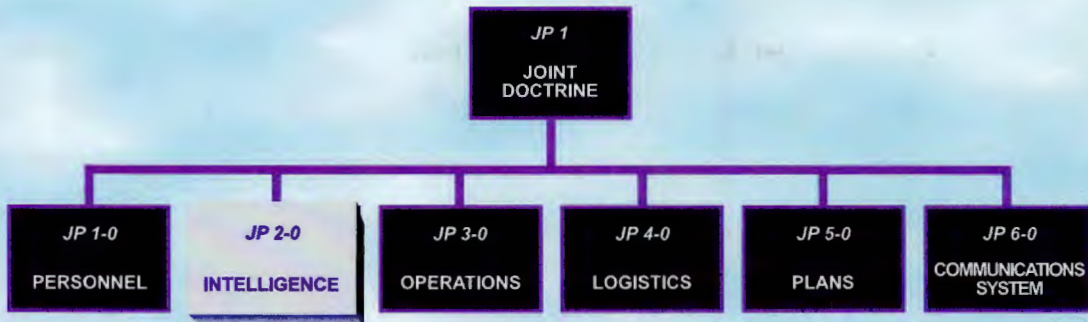 JP 1
JOINT
DOCTRINE
JP 1-0
PERSONNEL
JP 2-0
INTELLIGENCE
JP 3-0
OPERATIONS
JP 4-0
LOGISTICS
JP 5-0
PLANS
JP 6-0
COMMUNICATIONS
SYSTEM